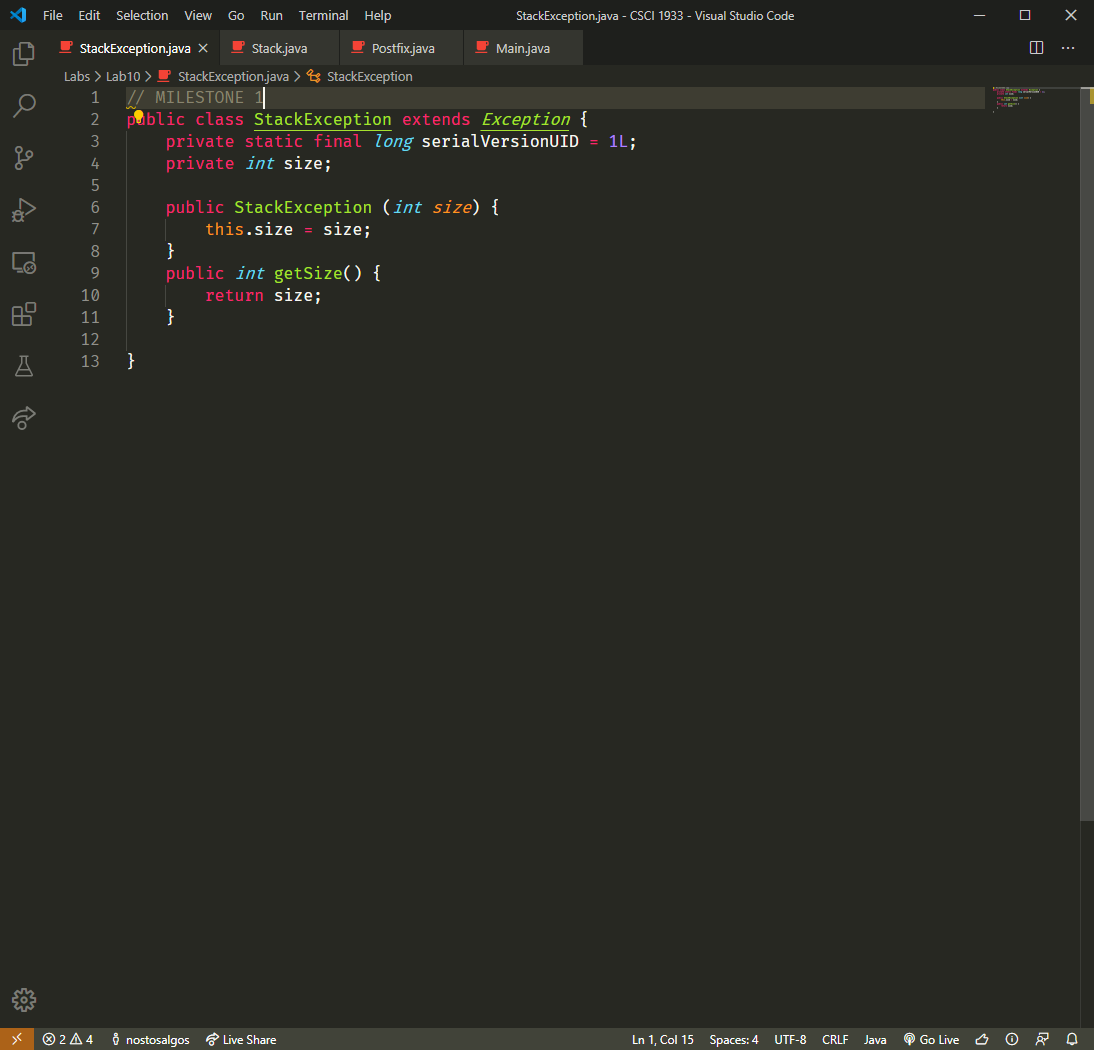 File Edit Selection View Go Run Terminal Help StackException.java - CSCI 1933 - Visual Studio Code
StackException.java Stack.java Postfix.java Main.java
Labs > Lab10 > StackException.java > StackException
1 // MILESTONE 1
2 public class StackException extends Exception {
3 private static final long serialVersionUID = 1L;
4 private int size;
5
6 public StackException (int size) {
7 this.size = size;
8 }
9 public int getSize() {
10 return size;
11 }
12
13 }
2 4 nostosalgos Live Share Ln 1, Col 15 Spaces: 4 UTF-8 CRLF Java Go Live